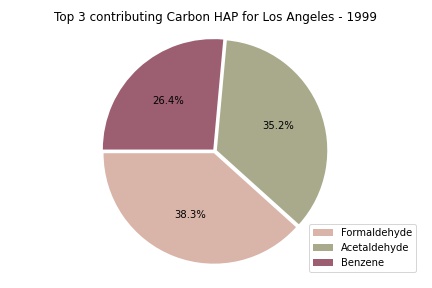 Top 3 contributing Carbon HAP for Los Angeles - 1999
26.4%
35.2%
38.3%
Formaldehyde
Acetaldehyde
Benzene